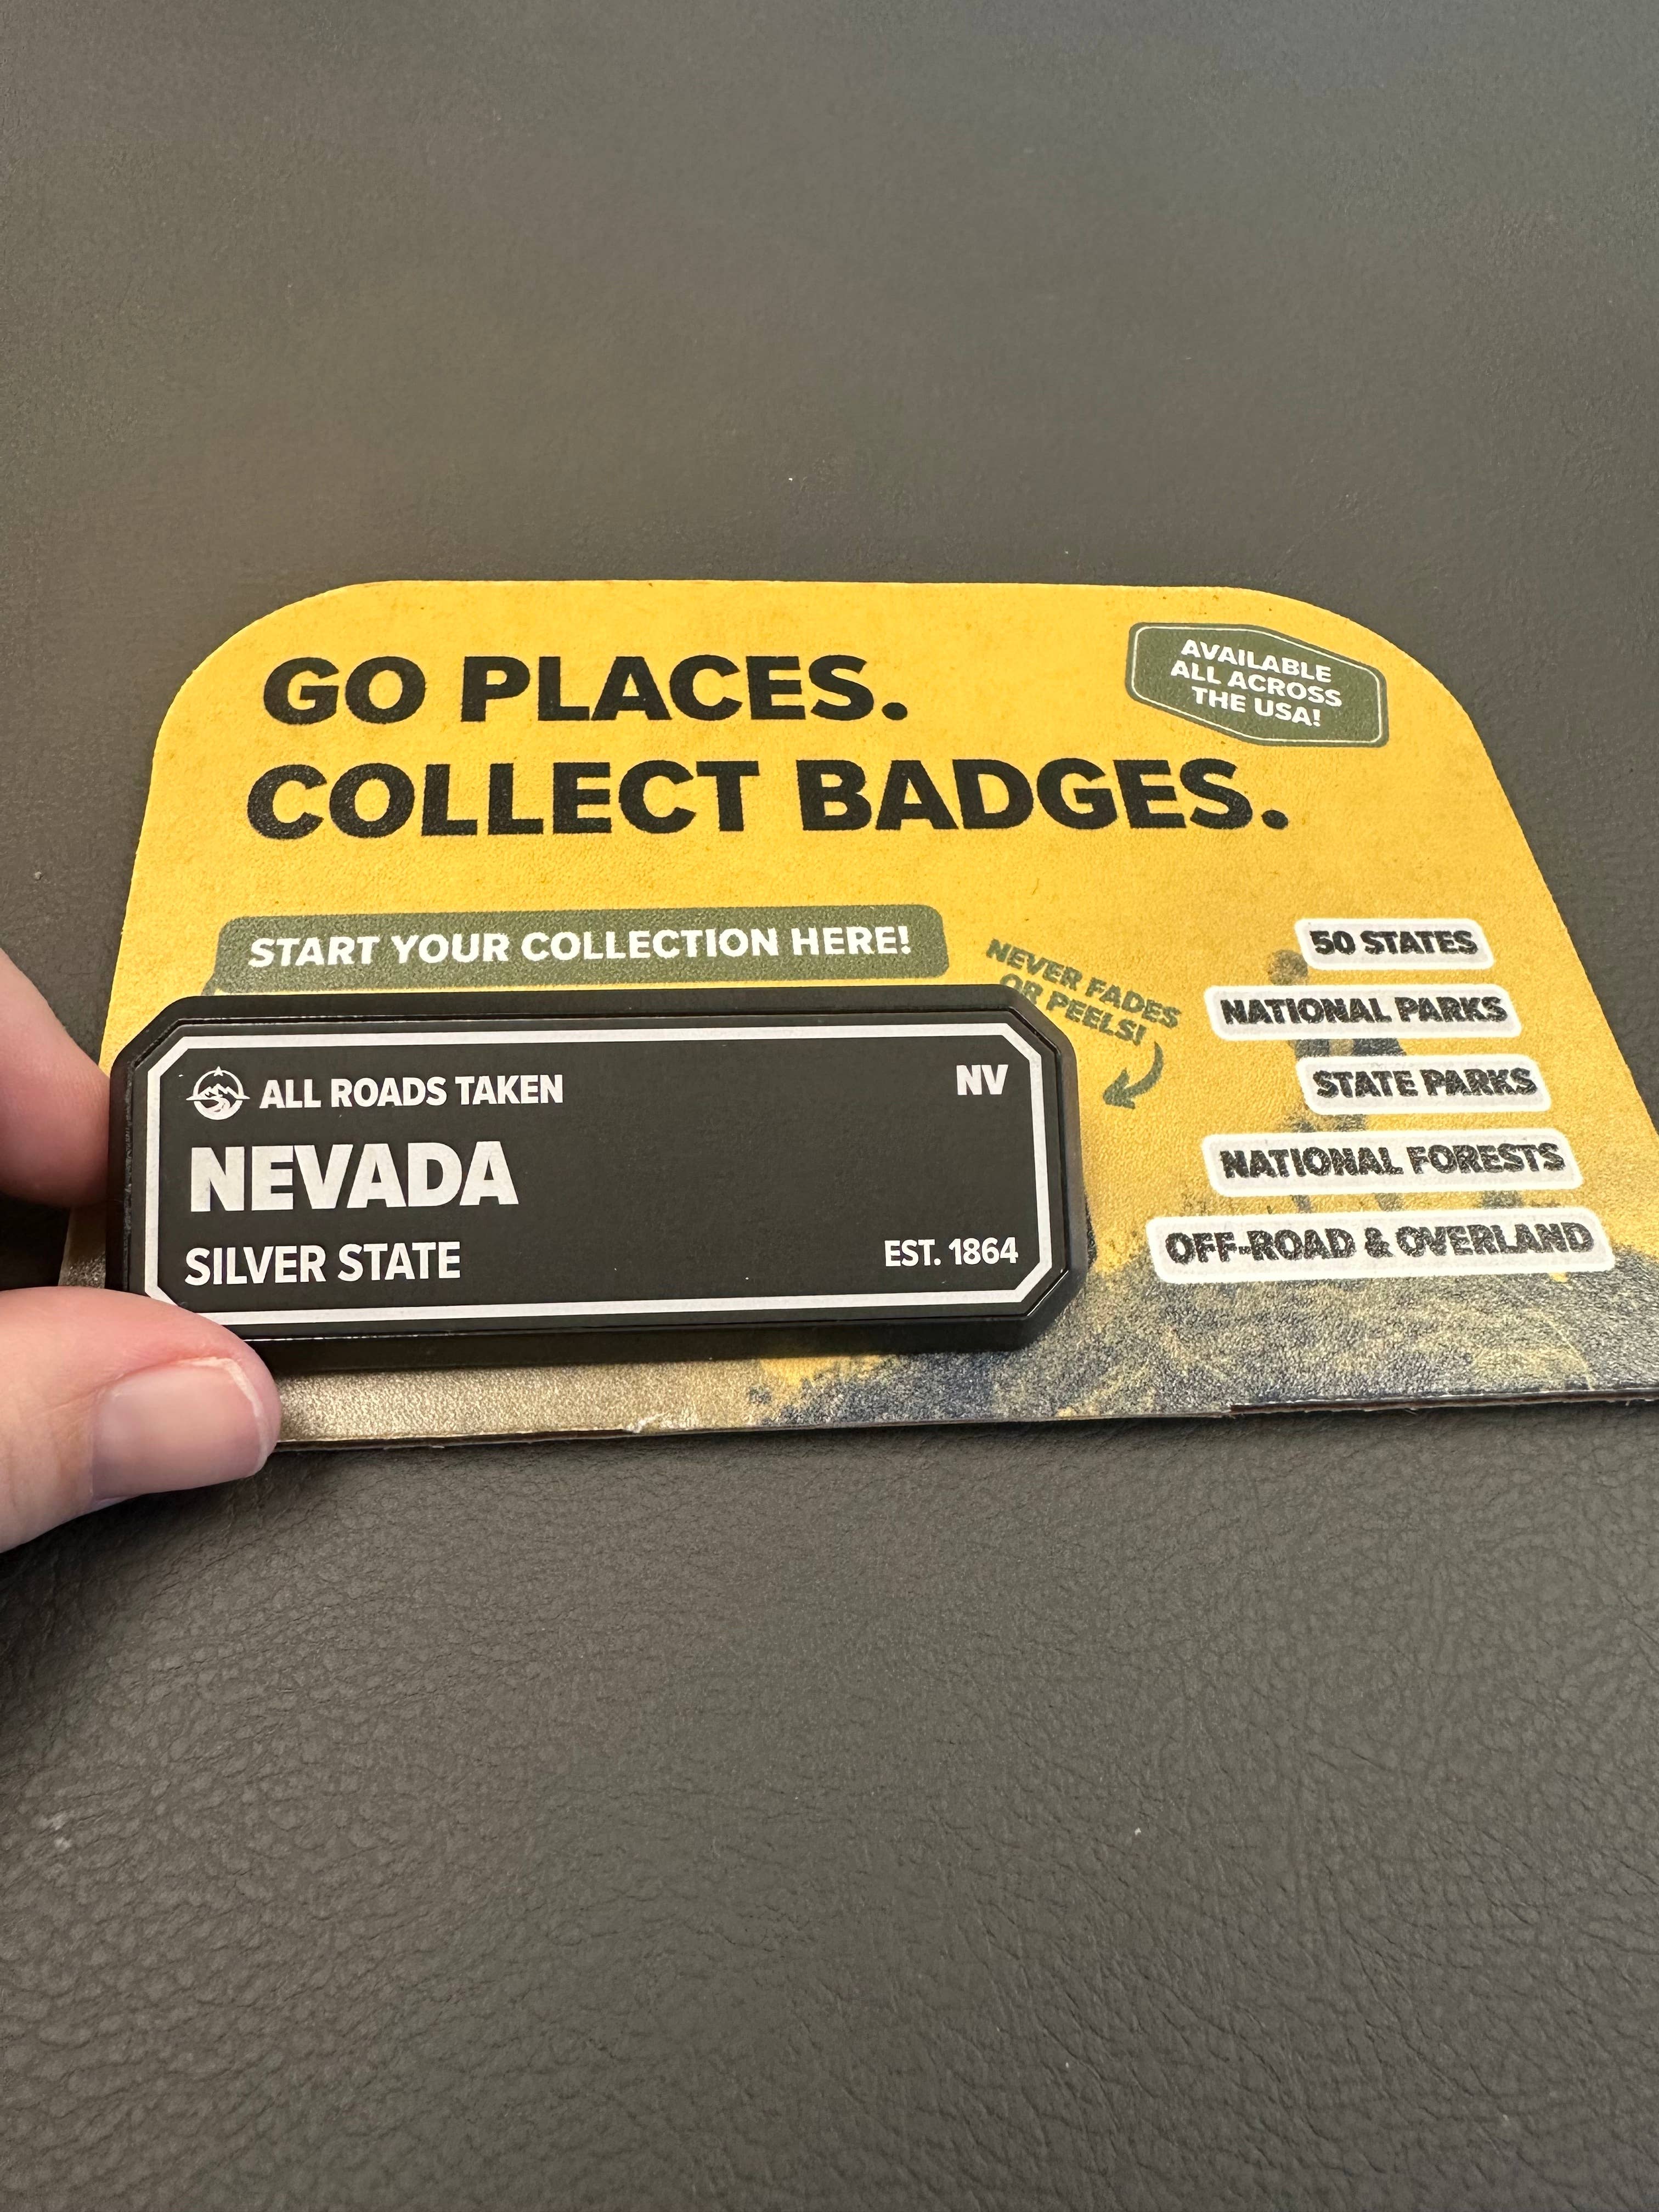 GO PLACES.
COLLECT BADGES.
AVAILABLE
ALL ACROSS
THE USA!
START YOUR COLLECTION HERE!
NEVER FADES
OR PEELS!
ALL ROADS TAKEN
NV
NEVADA
SILVER STATE
EST. 1864
50 STATES
NATIONAL PARKS
STATE PARKS
NATIONAL FORESTS
OFF-ROAD & OVERLAND